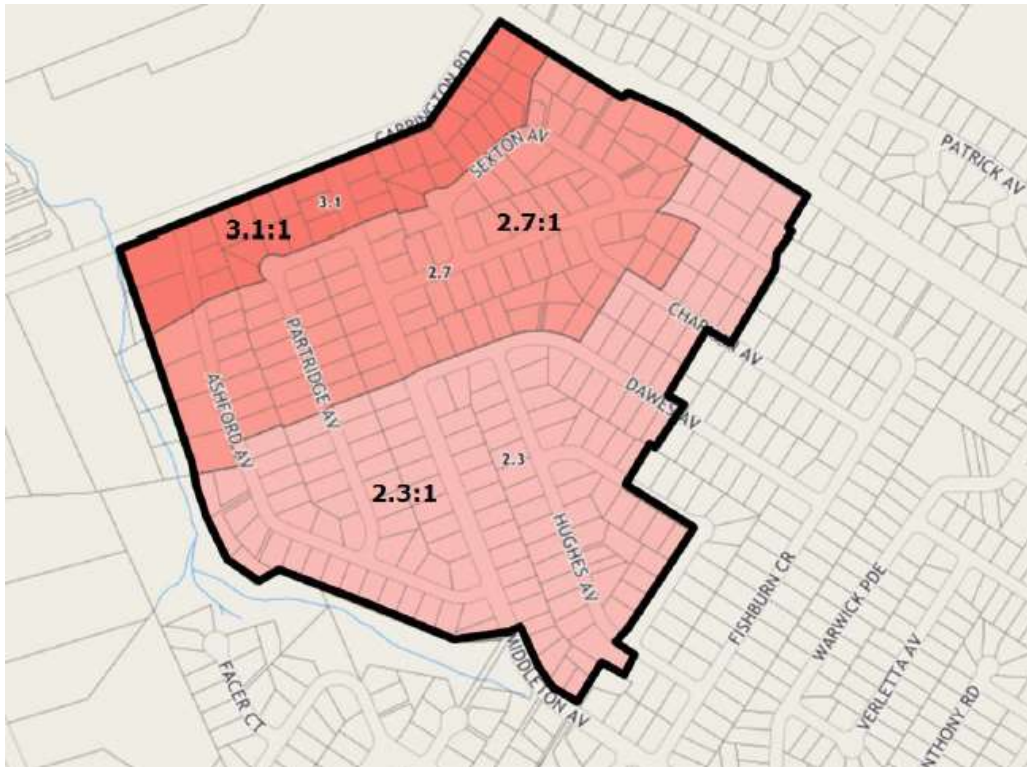 CARRINGTON RD
SEXTON AV
PATRICK AV
3.1
3.1:1
2.7:1
2.7
PARTRIDGE AV
ASHFORD AV
DAWES AV
2.3
2.3:1
HUGHES AV
FISHBURN CR
WARWICK PDE
VERLETTA AV
FACER CT
MIDDLETON AV
NTHONY RD